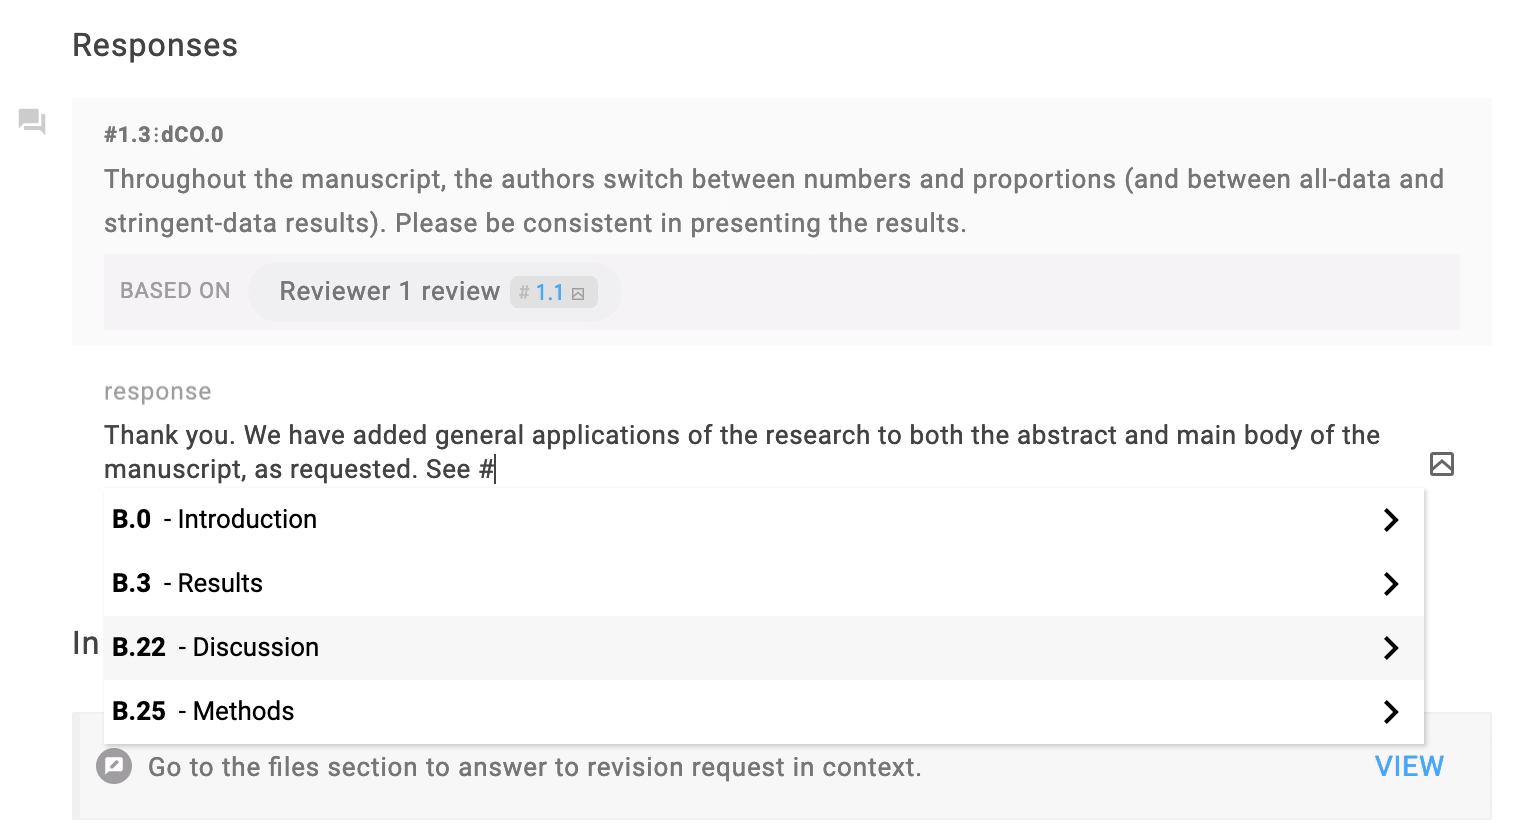 Responses
#1.3⋮dCO.0
Throughout the manuscript, the authors switch between numbers and proportions (and between all-data and
stringent-data results). Please be consistent in presenting the results.
BASED ON Reviewer 1 review # 1.1
response
Thank you. We have added general applications of the research to both the abstract and main body of the
manuscript, as requested. See #
B.0 - Introduction
B.3 - Results
In
B.22 - Discussion
B.25 - Methods
Go to the files section to answer to revision request in context. VIEW